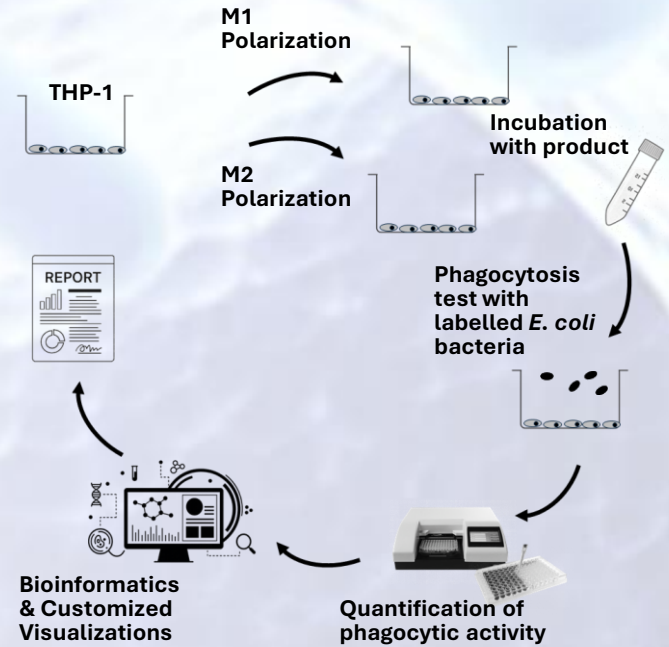 M1
Polarization
THP-1
Incubation
with product
M2
Polarization
Phagocytosis
test with
labelled E. coli
bacteria
REPORT
Bioinformatics
& Customized
Visualizations
Quantification of
phagocytic activity